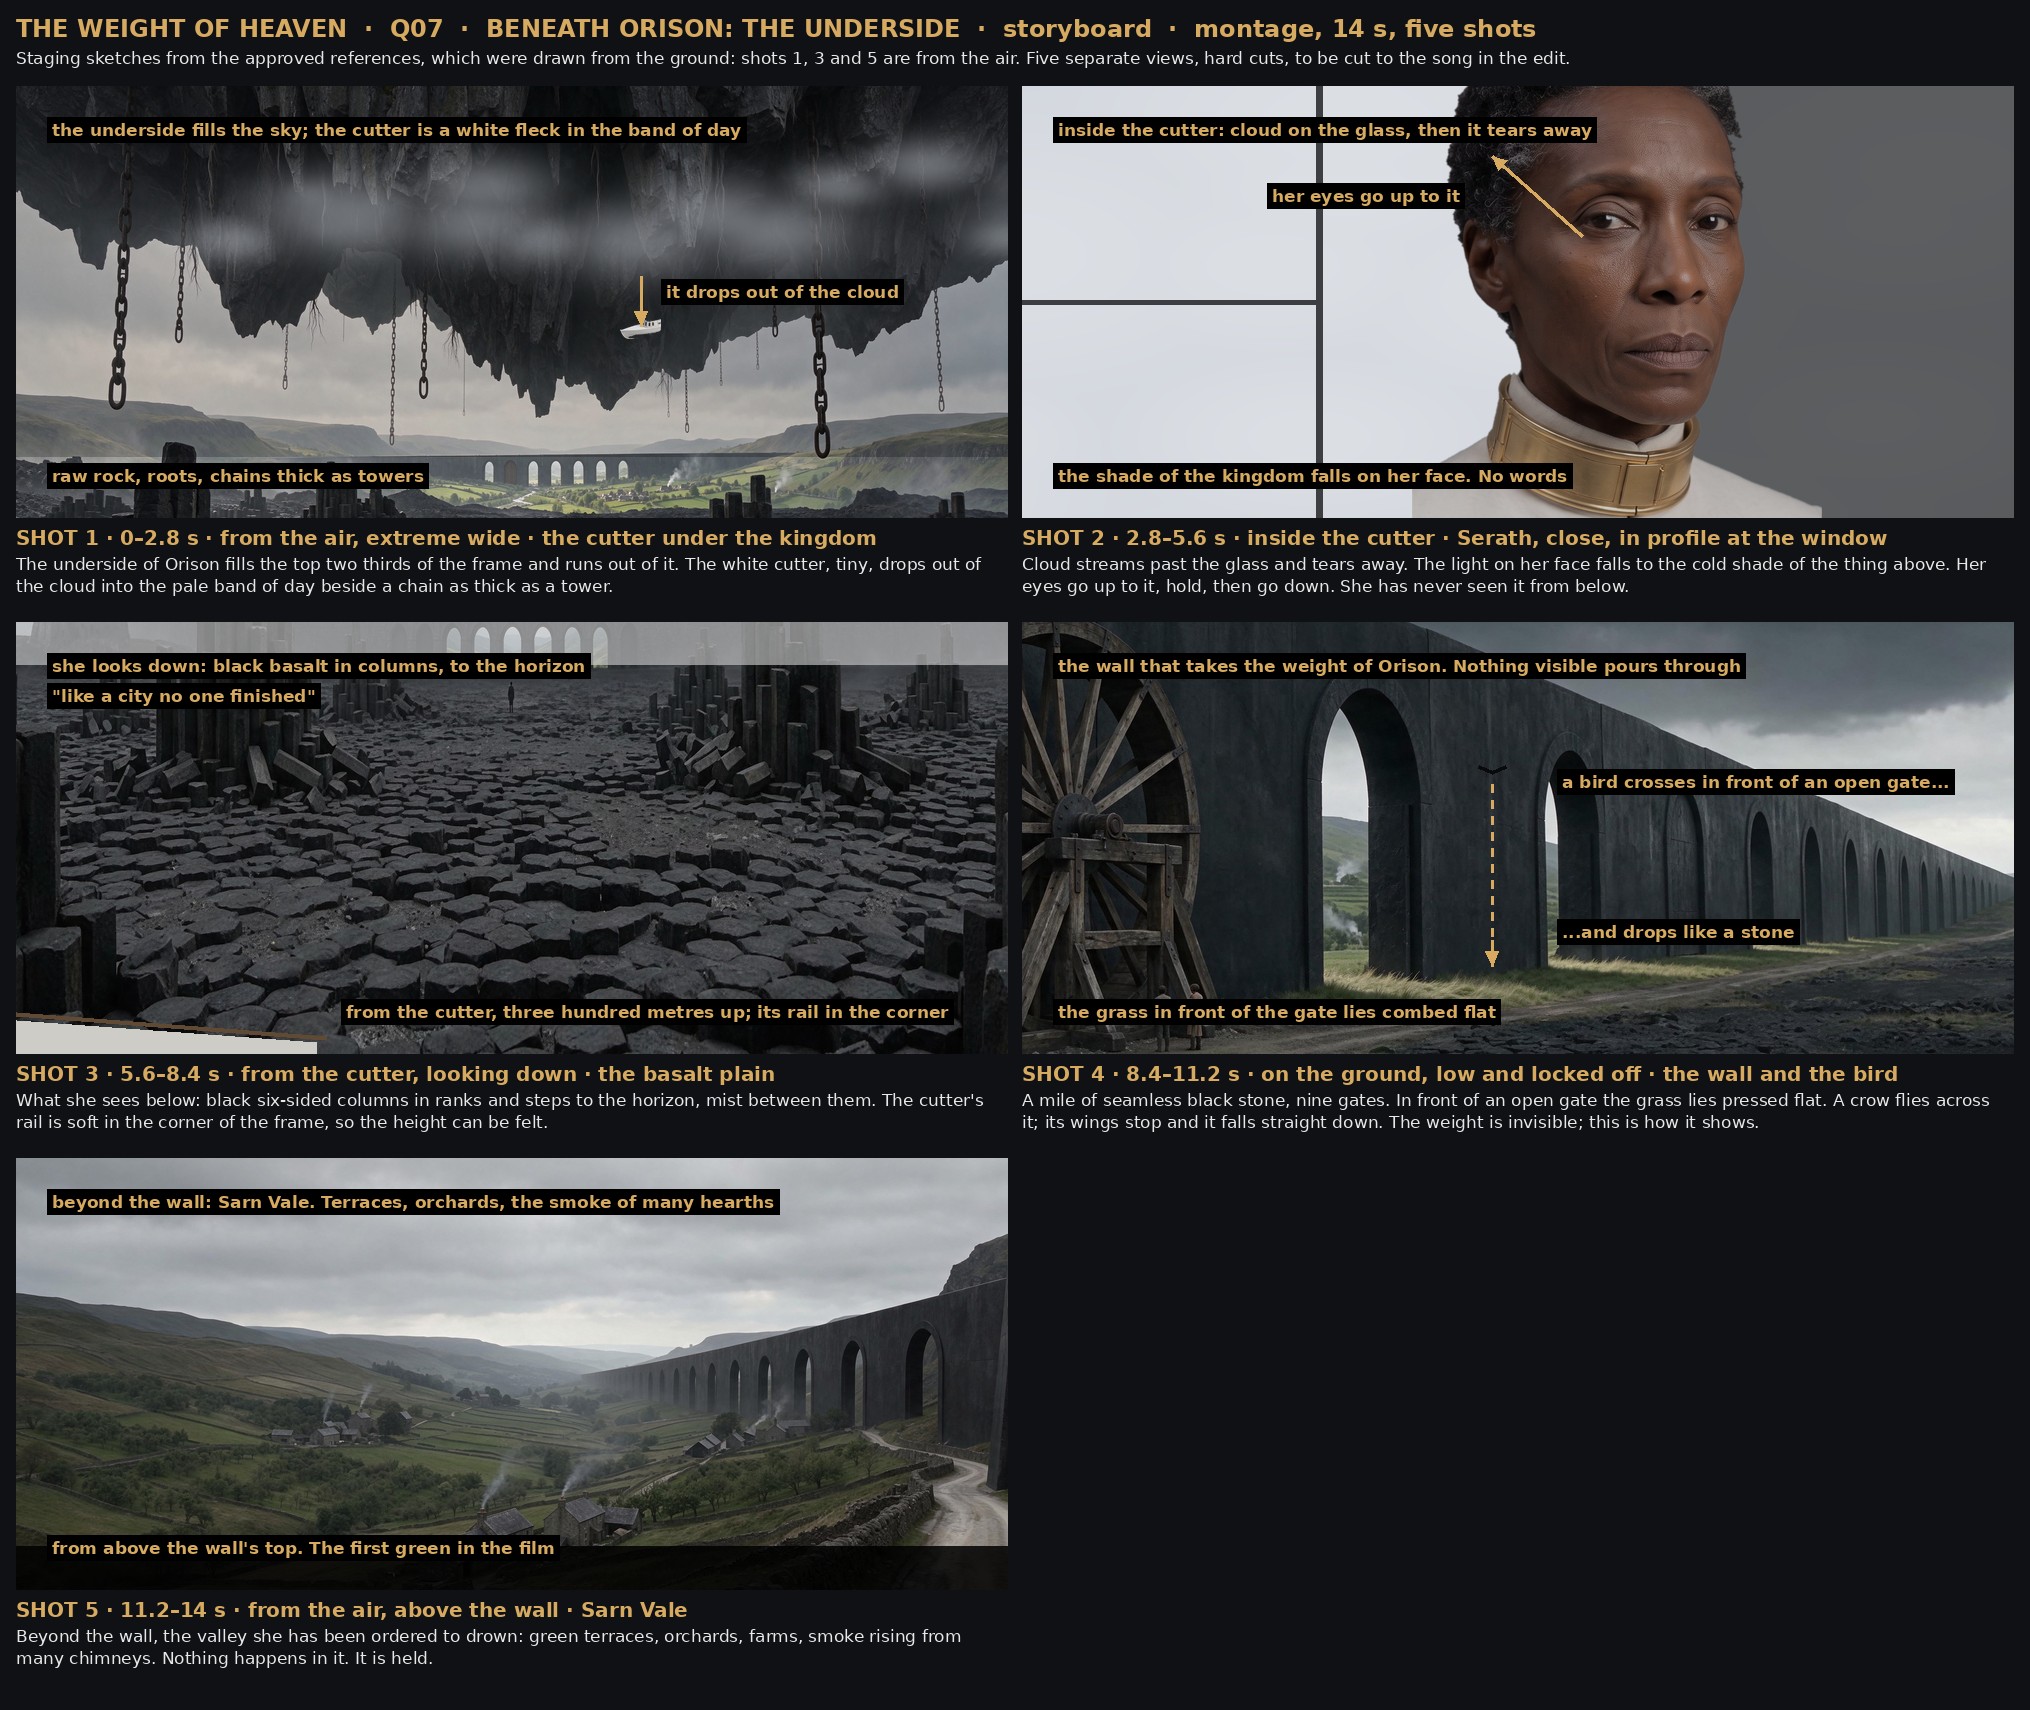 THE WEIGHT OF HEAVEN · Q07 · BENEATH ORISON: THE UNDERSIDE · storyboard · montage, 14 s, five shots
Staging sketches from the approved references, which were drawn from the ground: shots 1, 3 and 5 are from the air. Five separate views, hard cuts, to be cut to the song in the edit.
the underside fills the sky; the cutter is a white fleck in the band of day
it drops out of the cloud
raw rock, roots, chains thick as towers
SHOT 1 · 0–2.8 s · from the air, extreme wide · the cutter under the kingdom
The underside of Orison fills the top two thirds of the frame and runs out of it. The white cutter, tiny, drops out of
the cloud into the pale band of day beside a chain as thick as a tower.
inside the cutter: cloud on the glass, then it tears away
her eyes go up to it
the shade of the kingdom falls on her face. No words
SHOT 2 · 2.8–5.6 s · inside the cutter · Serath, close, in profile at the window
Cloud streams past the glass and tears away. The light on her face falls to the cold shade of the thing above. Her
eyes go up to it, hold, then go down. She has never seen it from below.
she looks down: black basalt in columns, to the horizon
"like a city no one finished"
from the cutter, three hundred metres up; its rail in the corner
SHOT 3 · 5.6–8.4 s · from the cutter, looking down · the basalt plain
What she sees below: black six-sided columns in ranks and steps to the horizon, mist between them. The cutter's
rail is soft in the corner of the frame, so the height can be felt.
the wall that takes the weight of Orison. Nothing visible pours through
a bird crosses in front of an open gate...
...and drops like a stone
the grass in front of the gate lies combed flat
SHOT 4 · 8.4–11.2 s · on the ground, low and locked off · the wall and the bird
A mile of seamless black stone, nine gates. In front of an open gate the grass lies pressed flat. A crow flies across
it; its wings stop and it falls straight down. The weight is invisible; this is how it shows.
beyond the wall: Sarn Vale. Terraces, orchards, the smoke of many hearths
from above the wall's top. The first green in the film
SHOT 5 · 11.2–14 s · from the air, above the wall · Sarn Vale
Beyond the wall, the valley she has been ordered to drown: green terraces, orchards, farms, smoke rising from
many chimneys. Nothing happens in it. It is held.